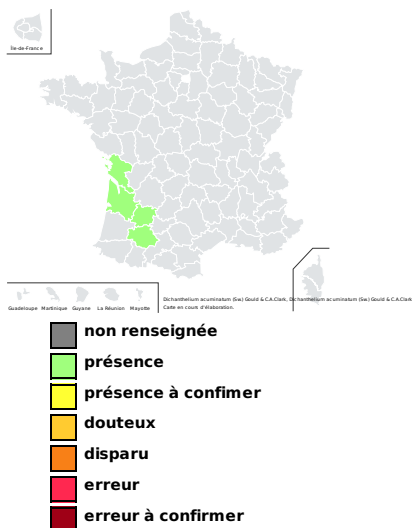 Île-de-France
Guadeloupe Martinique Guyane La Réunion Mayotte
Dichanthelium acuminatum (Sw.) Gould & C.A.Clark, Dichanthelium acuminatum (Sw.) Gould & C.A.Clark
Carte en cours d'élaboration.
non renseignée
présence
présence à confimer
douteux
disparu
erreur
erreur à confirmer